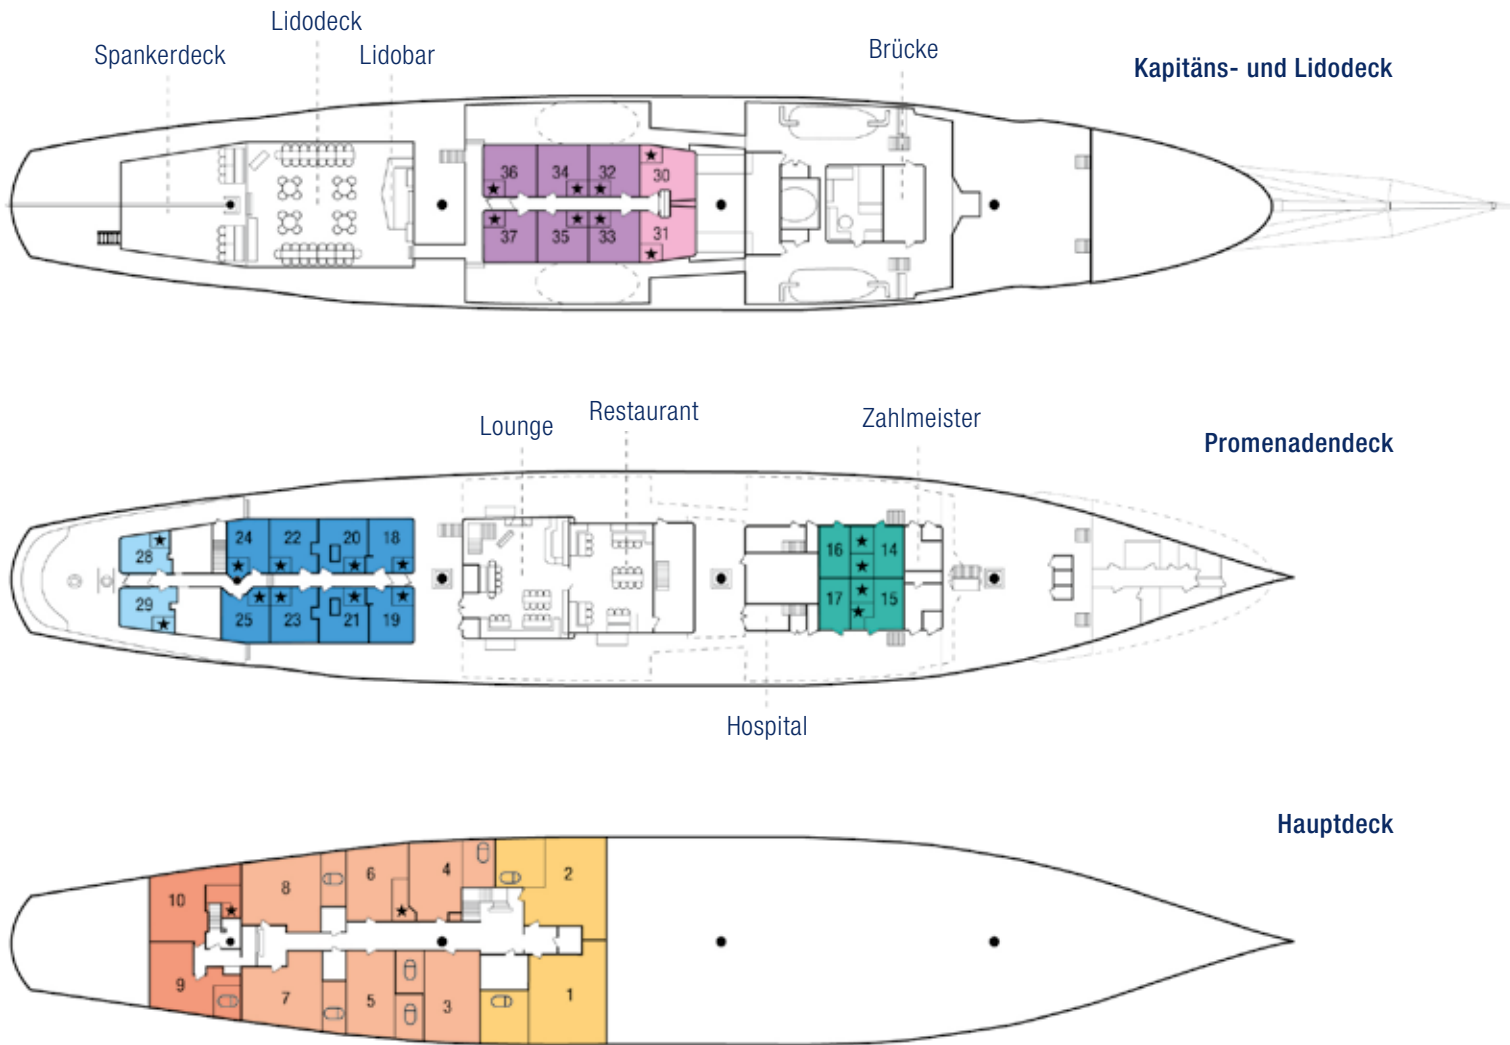 Lidodeck
Spankerdeck
Lidobar
Brücke
Kapitäns- und Lidodeck
36 34 32 30
37 35 33 31
Lounge
Restaurant
Zahlmeister
Promenadendeck
28 24 22 20 18 16 14
29 25 23 21 19 17 15
Hospital
Hauptdeck
10 8 6 4 2
9 7 5 3 1